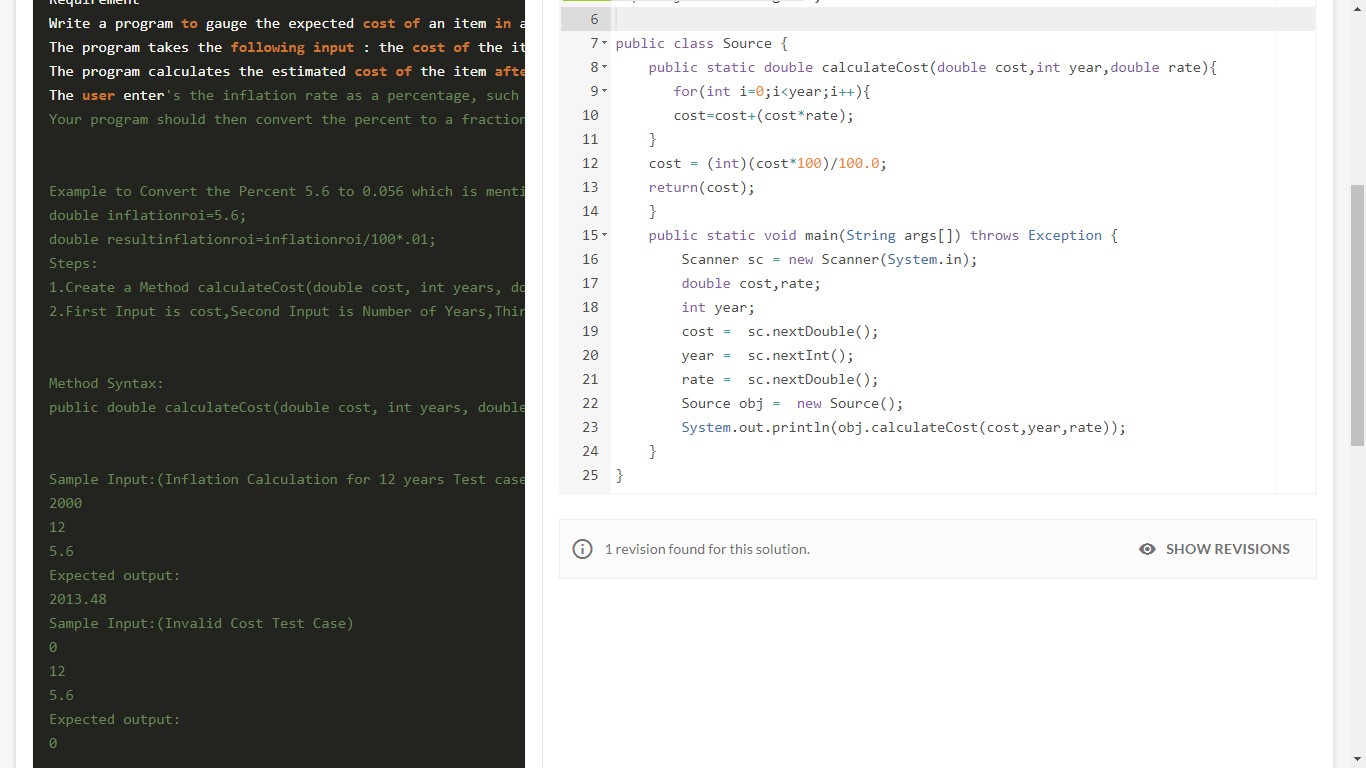 Requirement
Write a program to gauge the expected cost of an item in a
The program takes the following input : the cost of the it
The program calculates the estimated cost of the item afte
The user enter's the inflation rate as a percentage, such
Your program should then convert the percent to a fraction
Example to Convert the Percent 5.6 to 0.056 which is menti
double inflationroi=5.6;
double resultinflationroi=inflationroi/100*.01;
Steps:
1.Create a Method calculateCost(double cost, int years, do
2.First Input is cost,Second Input is Number of Years,Thir
Method Syntax:
public double calculateCost(double cost, int years, double
Sample Input:(Inflation Calculation for 12 years Test case
2000
12
5.6
Expected output:
2013.48
Sample Input:(Invalid Cost Test Case)
0
12
5.6
Expected output:
0
6
7 public class Source {
8 public static double calculateCost(double cost,int year,double rate){
9 for(int i=0;i<year;i++){
10 cost=cost+(cost*rate);
11 }
12 cost = (int)(cost*100)/100.0;
13 return(cost);
14 }
15 public static void main(String args[]) throws Exception {
16 Scanner sc = new Scanner(System.in);
17 double cost,rate;
18 int year;
19 cost =  sc.nextDouble();
20 year =  sc.nextInt();
21 rate =  sc.nextDouble();
22 Source obj =  new Source();
23 System.out.println(obj.calculateCost(cost,year,rate));
24 }
25 }
1 revision found for this solution.
SHOW REVISIONS